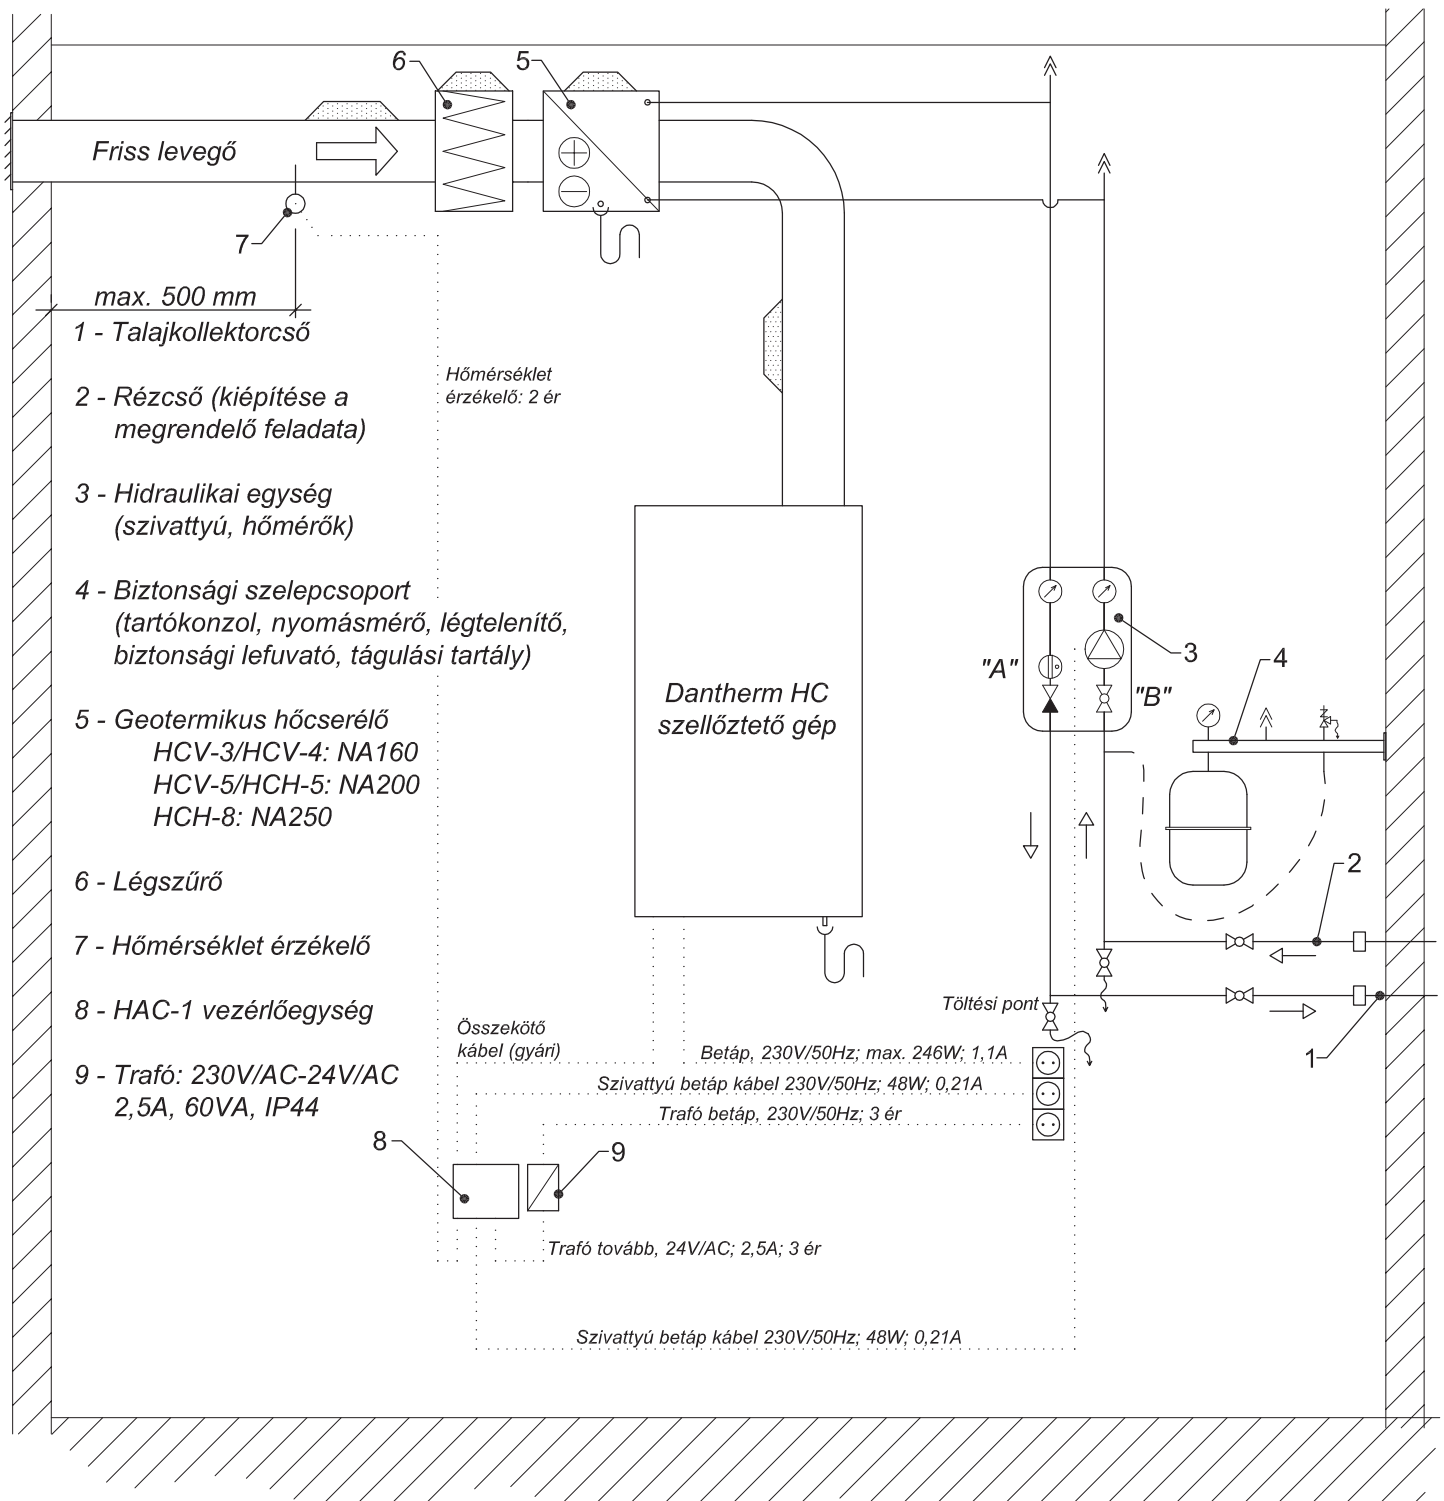 6
5
Friss levegő
7
max. 500 mm
1 - Talajkollektorcső
Hőmérséklet
érzékelő: 2 ér
2 - Rézcső (kiépítése a
megrendelő feladata)
3 - Hidraulikai egység
(szivattyú, hőmérők)
4 - Biztonsági szelepcsoport
(tartókonzol, nyomásmérő, légtelenítő,
biztonsági lefuvató, tágulási tartály)
5 - Geotermikus hőcserélő
HCV-3/HCV-4: NA160
HCV-5/HCH-5: NA200
HCH-8: NA250
6 - Légszűrő
7 - Hőmérséklet érzékelő
8 - HAC-1 vezérlőegység
9 - Trafó: 230V/AC-24V/AC
2,5A, 60VA, IP44
Dantherm HC
szellőztető gép
"A"
"B"
3
4
2
1
Töltési pont
Összekötő
kábel (gyári)
Betáp, 230V/50Hz; max. 246W; 1,1A
Szivattyú betáp kábel 230V/50Hz; 48W; 0,21A
Trafó betáp, 230V/50Hz; 3 ér
8
9
Trafó tovább, 24V/AC; 2,5A; 3 ér
Szivattyú betáp kábel 230V/50Hz; 48W; 0,21A